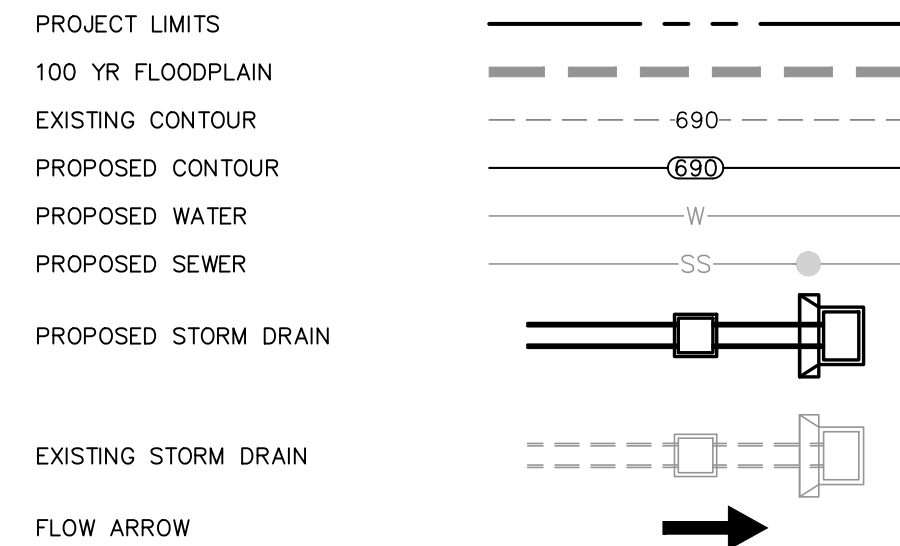 PROJECT LIMITS
100 YR FLOODPLAIN
EXISTING CONTOUR 690
PROPOSED CONTOUR 690
PROPOSED WATER W
PROPOSED SEWER SS
PROPOSED STORM DRAIN
EXISTING STORM DRAIN
FLOW ARROW